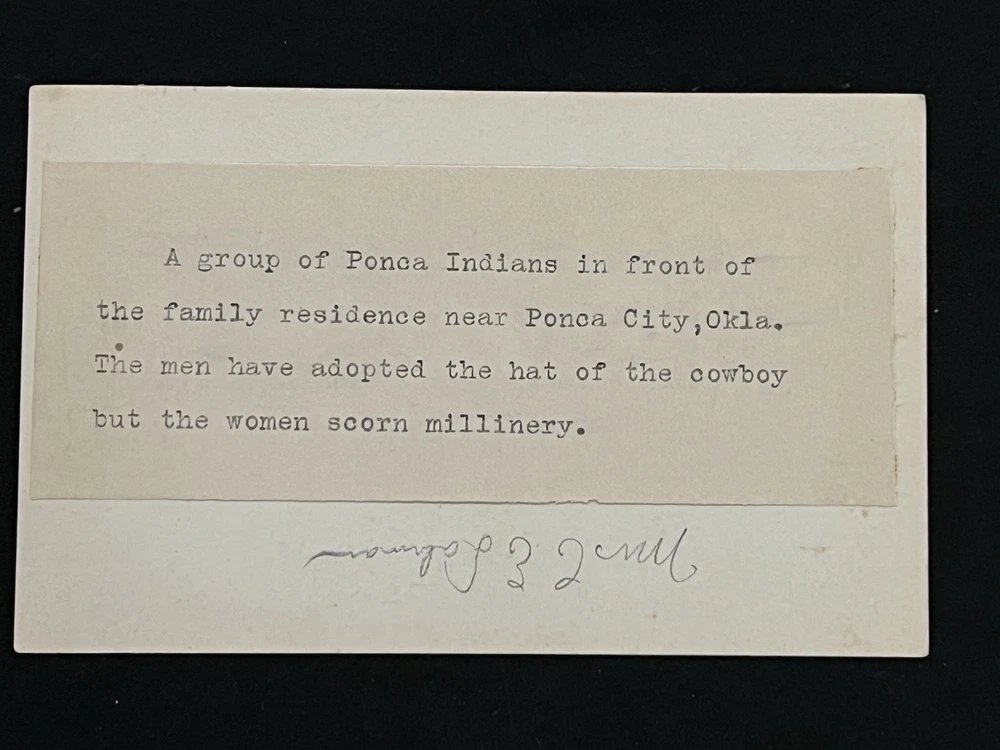 A group of Ponca Indians in front of
the family residence near Ponca City,Okla.
The men have adopted the hat of the cowboy
but the women scorn millinery.
Mrs C E